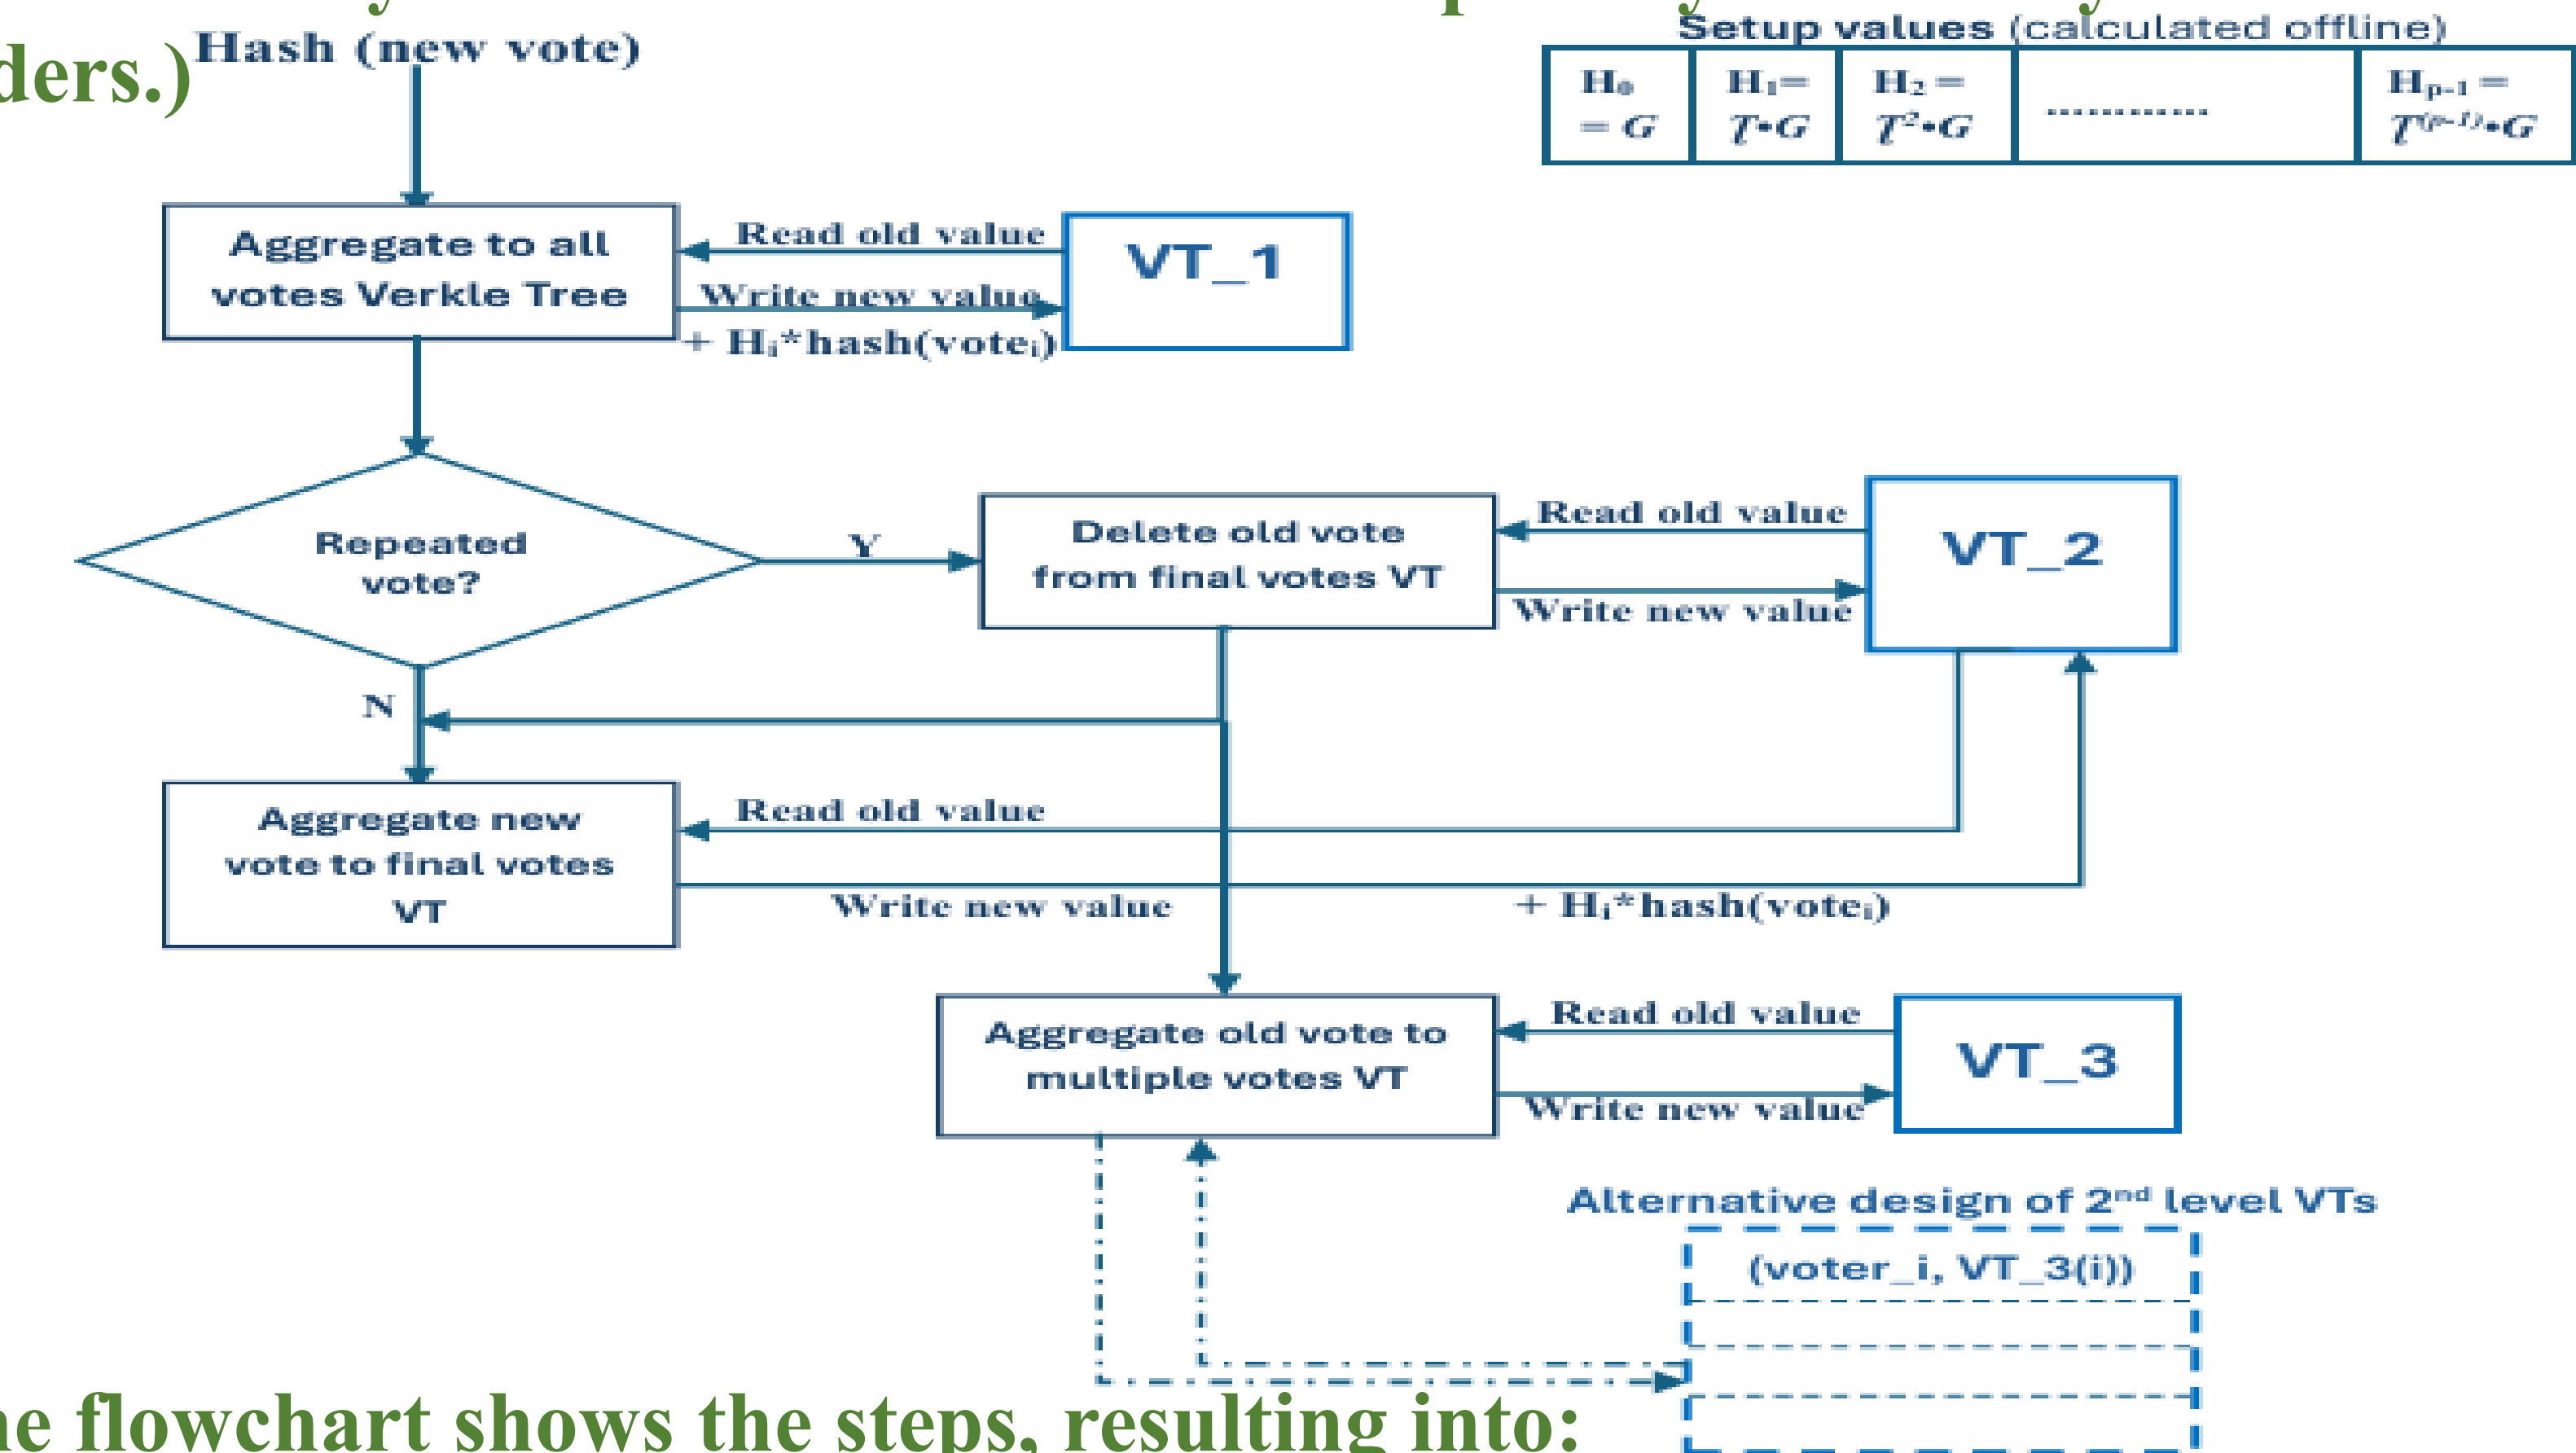 ders.)
Hash (new vote)
Setup values (calculated offline)
H₀ = G
H₁= Ʈ•G
H₂ = Ʈ²•G
.............
Hₚ₋₁ = Ʈ⁽ᵖ⁻¹⁾•G
Aggregate to all
votes Verkle Tree
Read old value
Write new value
+ Hᵢ*hash(voteᵢ)
VT_1
Repeated
vote?
Y
Delete old vote
from final votes VT
Read old value
Write new value
VT_2
N
Aggregate new
vote to final votes
VT
Read old value
Write new value
+ Hᵢ*hash(voteᵢ)
Aggregate old vote to
multiple votes VT
Read old value
Write new value
VT_3
Alternative design of 2ⁿᵈ level VTs
(voter_i, VT_3(i))
flowchart shows the steps, resulting into: